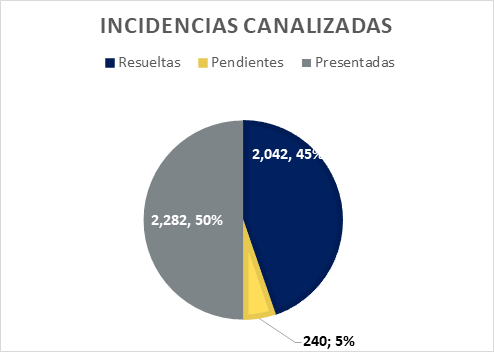 INCIDENCIAS CANALIZADAS
Resueltas Pendientes Presentadas
2,042, 45%
2,282, 50%
240; 5%